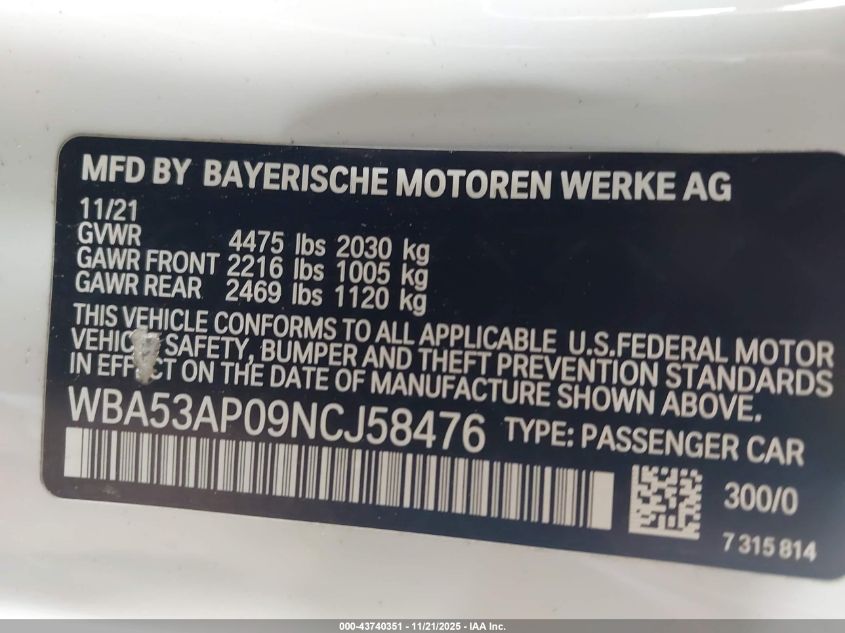 MFD BY BAYERISCHE MOTOREN WERKE AG
11/21
GVWR 4475 lbs 2030 kg
GAWR FRONT 2216 lbs 1005 kg
GAWR REAR 2469 lbs 1120 kg
THIS VEHICLE CONFORMS TO ALL APPLICABLE U.S.FEDERAL MOTOR
SAFETY, BUMPER AND THEFT PREVENTION STANDARDS
IN ON THE DATE OF MANUFACTURE SHOWN ABOVE.
WBA53AP09NCJ58476 TYPE: PASSENGER CAR
300/0
7 315 814
000-43740351 - 11/21/2025 - IAA Inc.